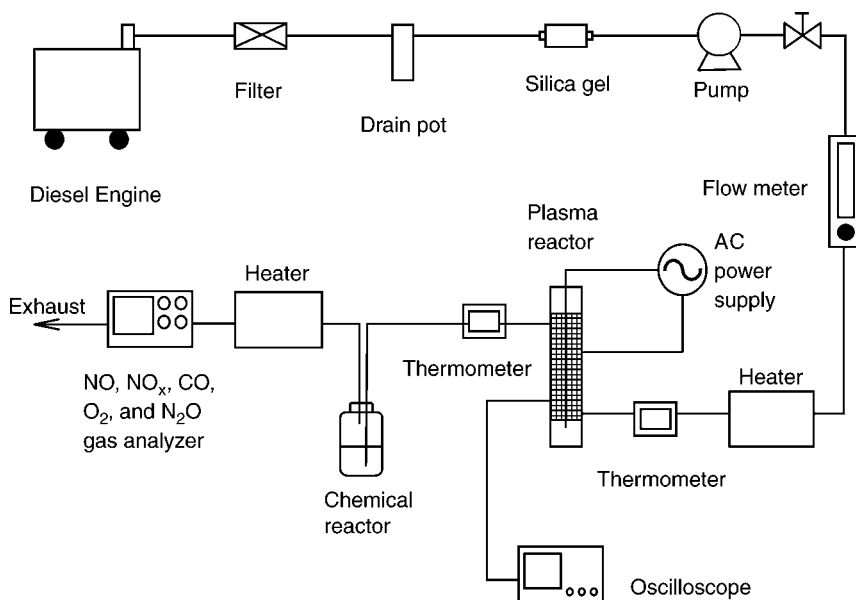 Filter
Drain pot
Silica gel
Pump
Diesel Engine
Flow meter
Plasma
reactor
AC
power
supply
Heater
Exhaust
Thermometer
Heater
NO, NOx, CO,
O2, and N2O
gas analyzer
Thermometer
Chemical
reactor
Oscilloscope